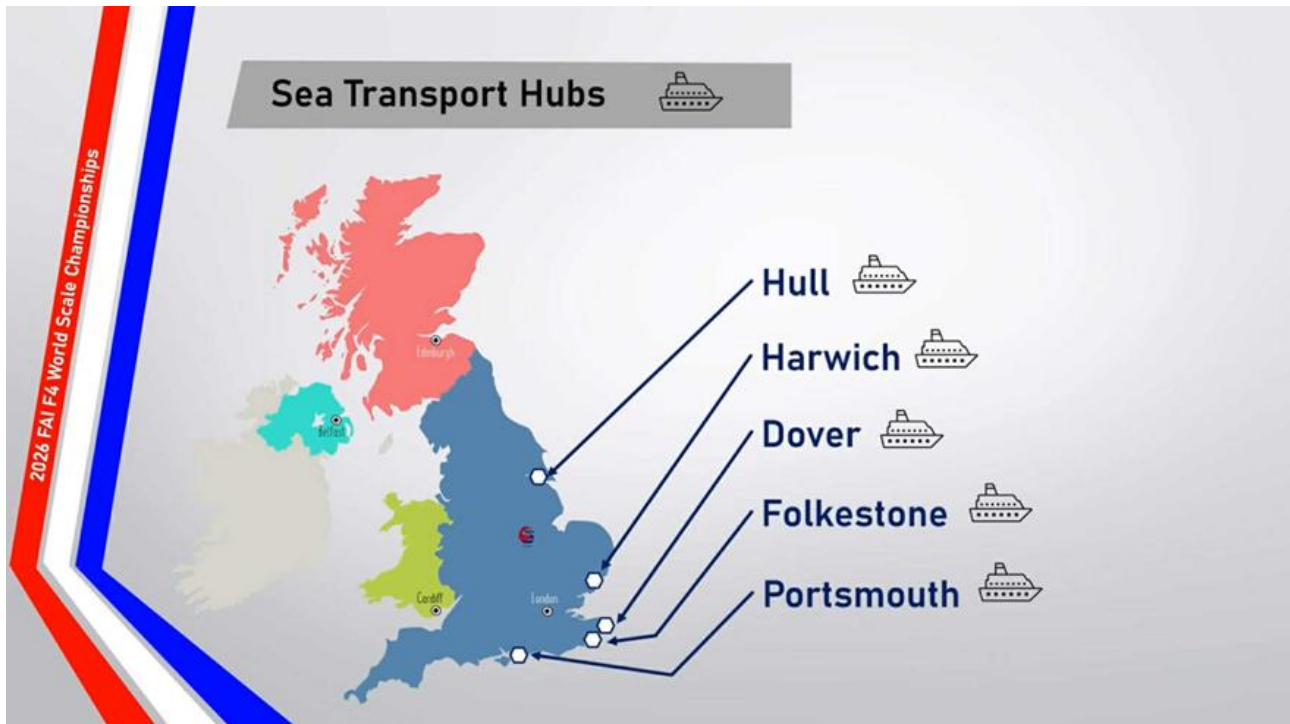 2026 FAI F4 World Scale Championships
Sea Transport Hubs
Hull
Harwich
Dover
Folkestone
Portsmouth
Edinburgh
Belfast
Cardiff
London